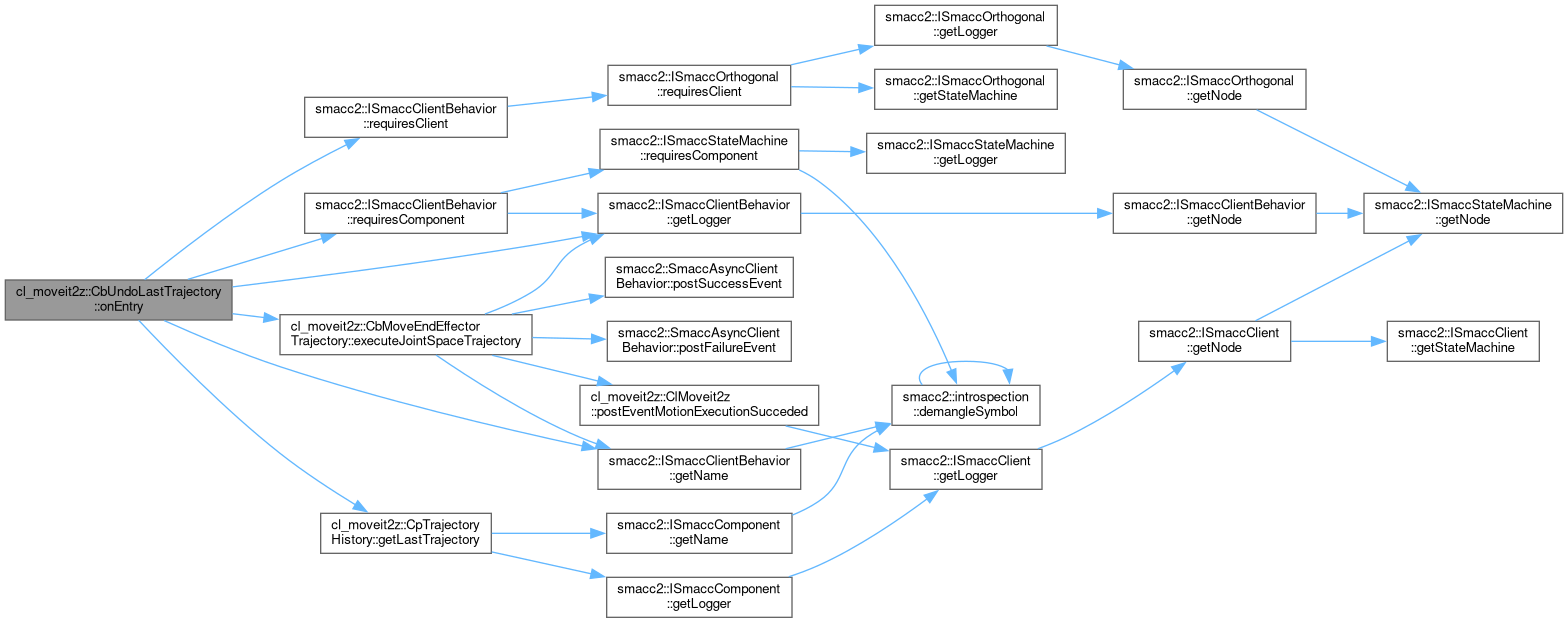 smacc2::ISmaccOrthogonal
::getLogger
smacc2::ISmaccOrthogonal
::requiresClient
smacc2::ISmaccOrthogonal
::getStateMachine
smacc2::ISmaccOrthogonal
::getNode
smacc2::ISmaccClientBehavior
::requiresClient
smacc2::ISmaccStateMachine
::requiresComponent
smacc2::ISmaccStateMachine
::getLogger
smacc2::ISmaccClientBehavior
::requiresComponent
smacc2::ISmaccClientBehavior
::getLogger
smacc2::ISmaccClientBehavior
::getNode
smacc2::ISmaccStateMachine
::getNode
smacc2::SmaccAsyncClient
Behavior::postSuccessEvent
cl_moveit2z::CbUndoLastTrajectory
::onEntry
cl_moveit2z::CbMoveEndEffector
Trajectory::executeJointSpaceTrajectory
smacc2::SmaccAsyncClient
Behavior::postFailureEvent
smacc2::ISmaccClient
::getNode
smacc2::ISmaccClient
::getStateMachine
cl_moveit2z::ClMoveit2z
::postEventMotionExecutionSucceded
smacc2::introspection
::demangleSymbol
smacc2::ISmaccClientBehavior
::getName
smacc2::ISmaccClient
::getLogger
cl_moveit2z::CpTrajectory
History::getLastTrajectory
smacc2::ISmaccComponent
::getName
smacc2::ISmaccComponent
::getLogger